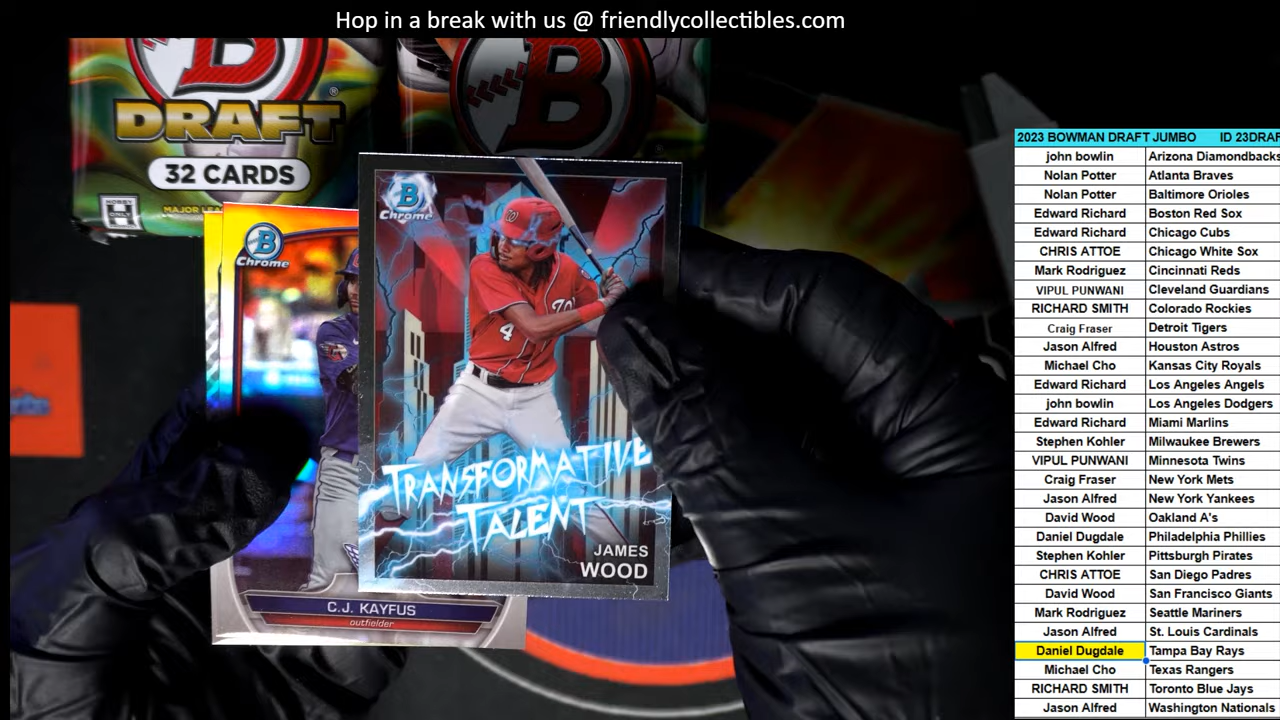 Hop in a break with us @ friendlycollectibles.com
B
B
DRAFT
®
32 CARDS
HOBBY
ONLY
B
Chrome
B
Chrome
W
4
TRANSFORMATIVE
TALENT
JAMES
WOOD
C.J. KAYFUS
outfielder
2023 BOWMAN DRAFT JUMBO ID 23DRAF
john bowlin Arizona Diamondbacks
Nolan Potter Atlanta Braves
Nolan Potter Baltimore Orioles
Edward Richard Boston Red Sox
Edward Richard Chicago Cubs
CHRIS ATTOE Chicago White Sox
Mark Rodriguez Cincinnati Reds
VIPUL PUNWANI Cleveland Guardians
RICHARD SMITH Colorado Rockies
Craig Fraser Detroit Tigers
Jason Alfred Houston Astros
Michael Cho Kansas City Royals
Edward Richard Los Angeles Angels
john bowlin Los Angeles Dodgers
Edward Richard Miami Marlins
Stephen Kohler Milwaukee Brewers
VIPUL PUNWANI Minnesota Twins
Craig Fraser New York Mets
Jason Alfred New York Yankees
David Wood Oakland A's
Daniel Dugdale Philadelphia Phillies
Stephen Kohler Pittsburgh Pirates
CHRIS ATTOE San Diego Padres
David Wood San Francisco Giants
Mark Rodriguez Seattle Mariners
Jason Alfred St. Louis Cardinals
Daniel Dugdale Tampa Bay Rays
Michael Cho Texas Rangers
RICHARD SMITH Toronto Blue Jays
Jason Alfred Washington Nationals